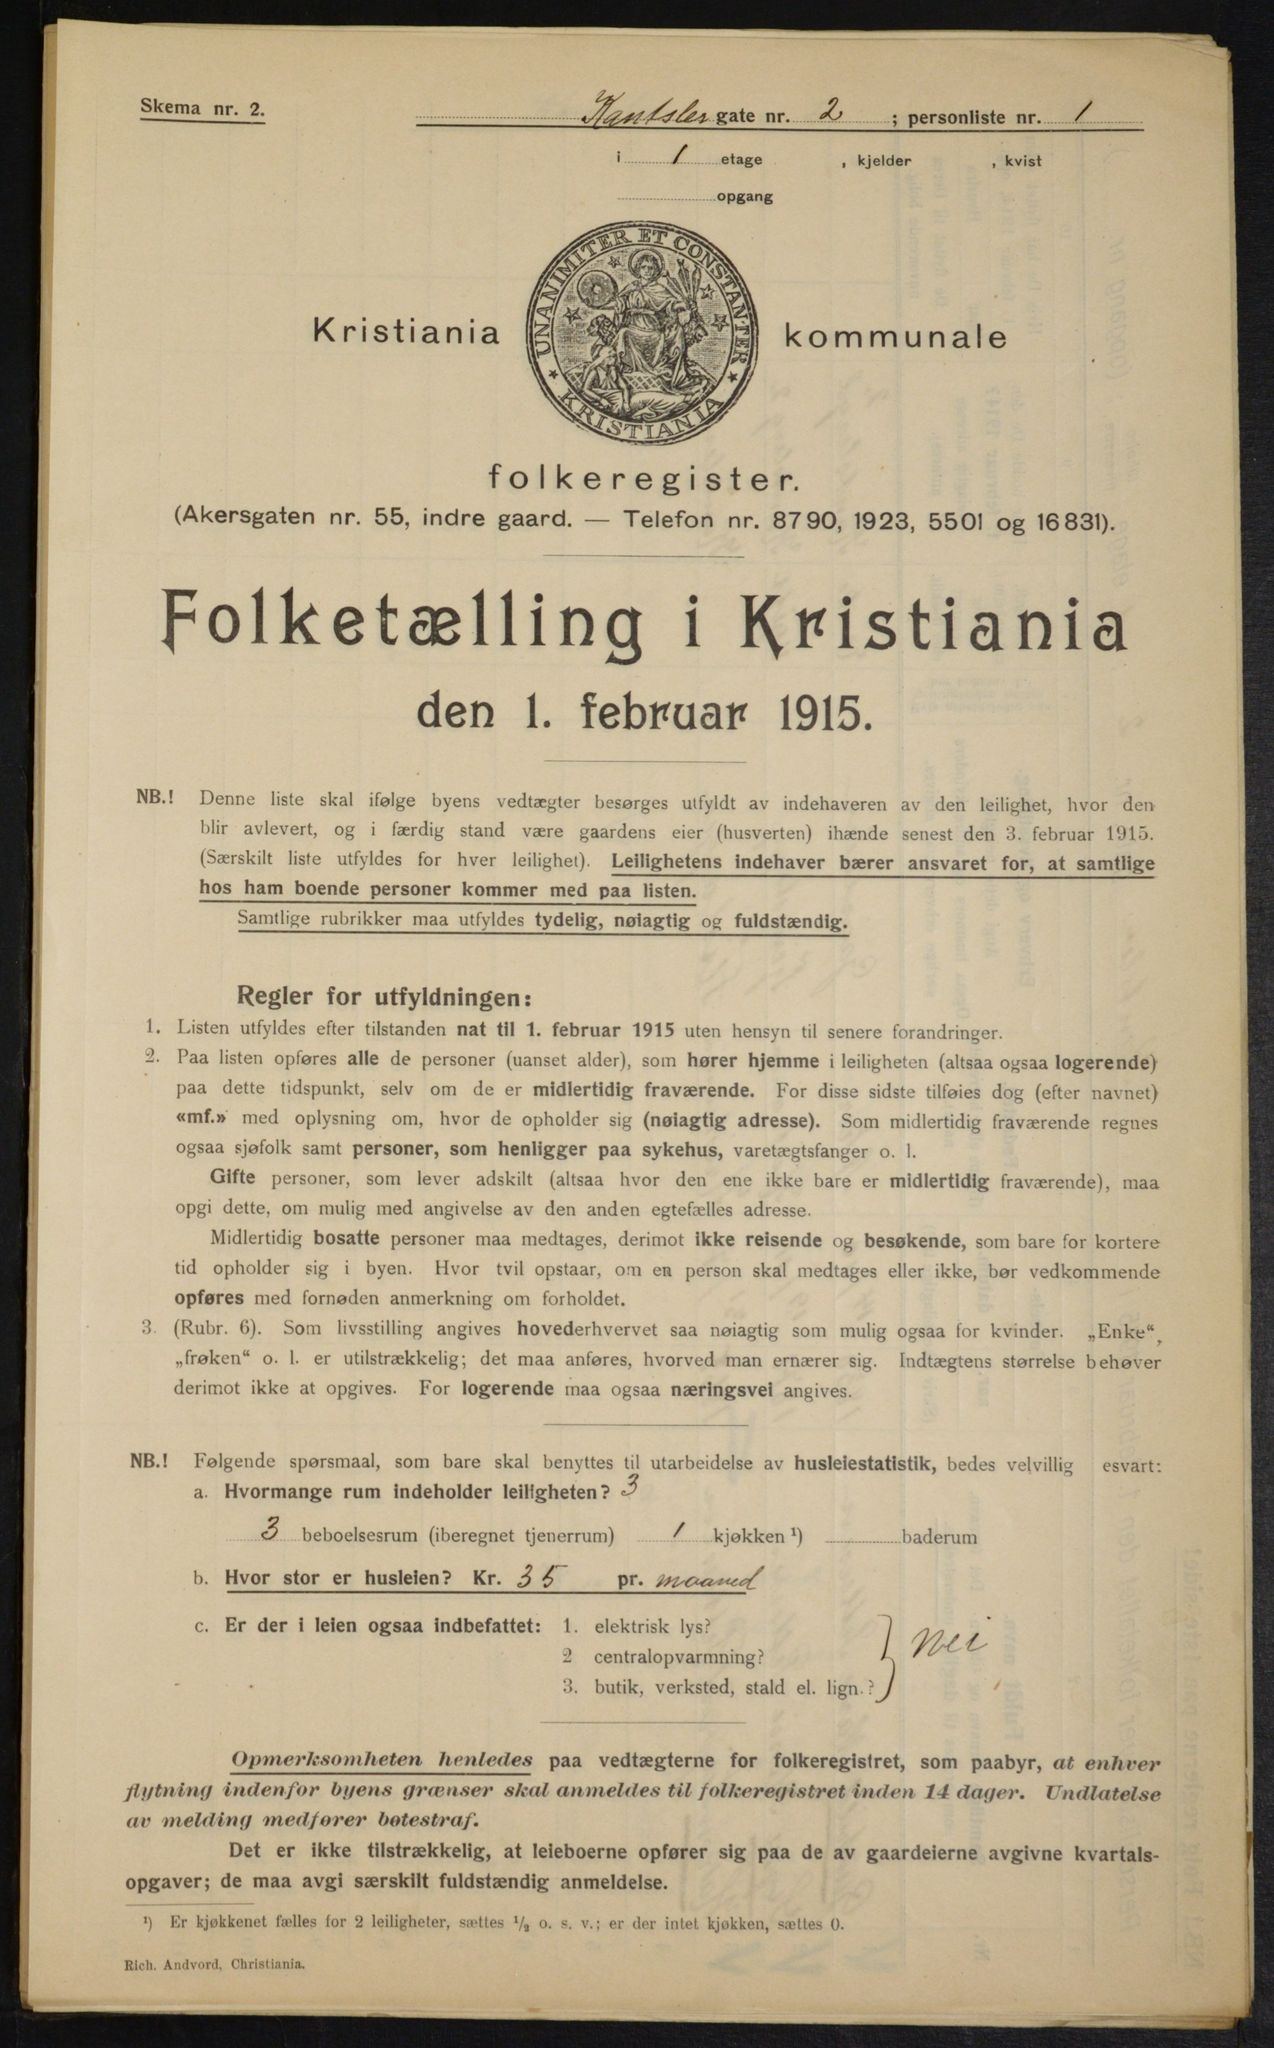 Skema nr. 2.
Kantsler gate nr. 2 ; personliste nr. 1
i 1 etage , kjelder , kvist
opgang
UNANIMITER ET CONSTANTER
KRISTIANIA
Kristiania kommunale
folkeregister.
(Akersgaten nr. 55, indre gaard. — Telefon nr. 8790, 1923, 5501 og 16831).
Folketælling i Kristiania
den 1. februar 1915.
NB.! Denne liste skal ifølge byens vedtægter besørges utfyldt av indehaveren av den leilighet, hvor den
blir avlevert, og i færdig stand være gaardens eier (husverten) ihænde senest den 3. februar 1915.
(Særskilt liste utfyldes for hver leilighet). Leilighetens indehaver bærer ansvaret for, at samtlige
hos ham boende personer kommer med paa listen.
Samtlige rubrikker maa utfyldes tydelig, nøiagtig og fuldstændig.
Regler for utfyldningen:
1. Listen utfyldes efter tilstanden nat til 1. februar 1915 uten hensyn til senere forandringer.
2. Paa listen opføres alle de personer (uanset alder), som hører hjemme i leiligheten (altsaa ogsaa logerende)
paa dette tidspunkt, selv om de er midlertidig fraværende. For disse sidste tilføies dog (efter navnet)
«mf.» med oplysning om, hvor de opholder sig (nøiagtig adresse). Som midlertidig fraværende regnes
ogsaa sjøfolk samt personer, som henligger paa sykehus, varetægtsfanger o. l.
Gifte personer, som lever adskilt (altsaa hvor den ene ikke bare er midlertidig fraværende), maa
opgi dette, om mulig med angivelse av den anden egtefælles adresse.
Midlertidig bosatte personer maa medtages, derimot ikke reisende og besøkende, som bare for kortere
tid opholder sig i byen. Hvor tvil opstaar, om en person skal medtages eller ikke, bør vedkommende
opføres med fornøden anmerkning om forholdet.
3. (Rubr. 6). Som livsstilling angives hovederhvervet saa nøiagtig som mulig ogsaa for kvinder. „Enke“,
„frøken“ o. l. er utilstrækkelig; det maa anføres, hvorved man ernærer sig. Indtægtens størrelse behøver
derimot ikke at opgives. For logerende maa ogsaa næringsvei angives.
NB.! Følgende spørsmaal, som bare skal benyttes til utarbeidelse av husleiestatistik, bedes velvillig esvart:
a. Hvormange rum indeholder leiligheten? 3
3 beboelsesrum (iberegnet tjenerrum) 1 kjøkken ¹) baderum
b. Hvor stor er husleien? Kr. 35 pr. maaned
c. Er der i leien ogsaa indbefattet: 1. elektrisk lys?
2 centralopvarmning?
3. butik, verksted, stald el. lign.?
} Nei
Opmerksomheten henledes paa vedtægterne for folkeregistret, som paabyr, at enhver
flytning indenfor byens grænser skal anmeldes til folkeregistret inden 14 dager. Undlatelse
av melding medfører bøtestraf.
Det er ikke tilstrækkelig, at leieboerne opfører sig paa de av gaardeierne avgivne kvartals-
opgaver; de maa avgi særskilt fuldstændig anmeldelse.
¹) Er kjøkkenet fælles for 2 leiligheter, sættes ½ o. s. v.; er der intet kjøkken, sættes 0.
Rich. Andvord, Christiania.